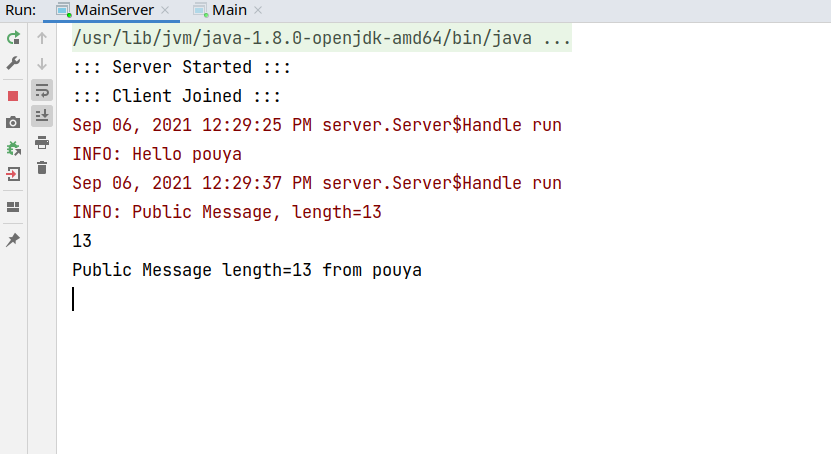 Run: MainServer × Main ×
/usr/lib/jvm/java-1.8.0-openjdk-amd64/bin/java ...
::: Server Started :::
::: Client Joined :::
Sep 06, 2021 12:29:25 PM server.Server$Handle run
INFO: Hello pouya
Sep 06, 2021 12:29:37 PM server.Server$Handle run
INFO: Public Message, length=13
13
Public Message length=13 from pouya